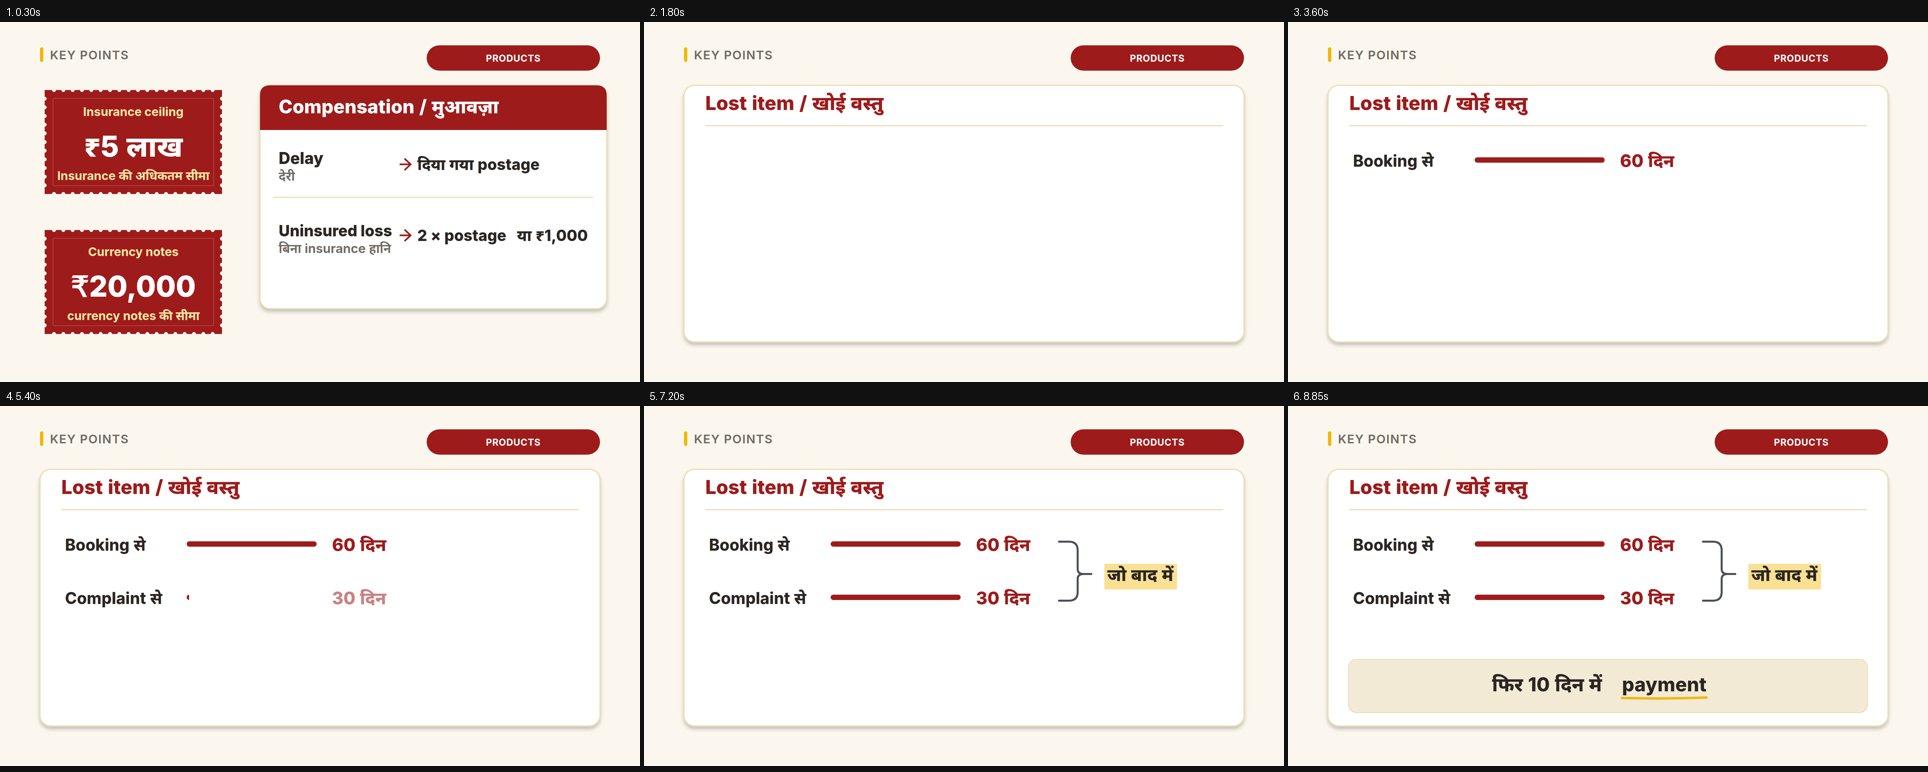 1. 0.30s
KEY POINTS
PRODUCTS
Insurance ceiling
₹5 लाख
Insurance की अधिकतम सीमा
Currency notes
₹20,000
currency notes की सीमा
Compensation / मुआवज़ा
Delay → दिया गया postage
देरी
Uninsured loss → 2 × postage या ₹1,000
बिना insurance हानि
2. 1.80s
KEY POINTS
PRODUCTS
Lost item / खोई वस्तु
3. 3.60s
KEY POINTS
PRODUCTS
Lost item / खोई वस्तु
Booking से 60 दिन
4. 5.40s
KEY POINTS
PRODUCTS
Lost item / खोई वस्तु
Booking से 60 दिन
Complaint से 30 दिन
5. 7.20s
KEY POINTS
PRODUCTS
Lost item / खोई वस्तु
Booking से 60 दिन
जो बाद में
Complaint से 30 दिन
6. 8.85s
KEY POINTS
PRODUCTS
Lost item / खोई वस्तु
Booking से 60 दिन
जो बाद में
Complaint से 30 दिन
फिर 10 दिन में payment